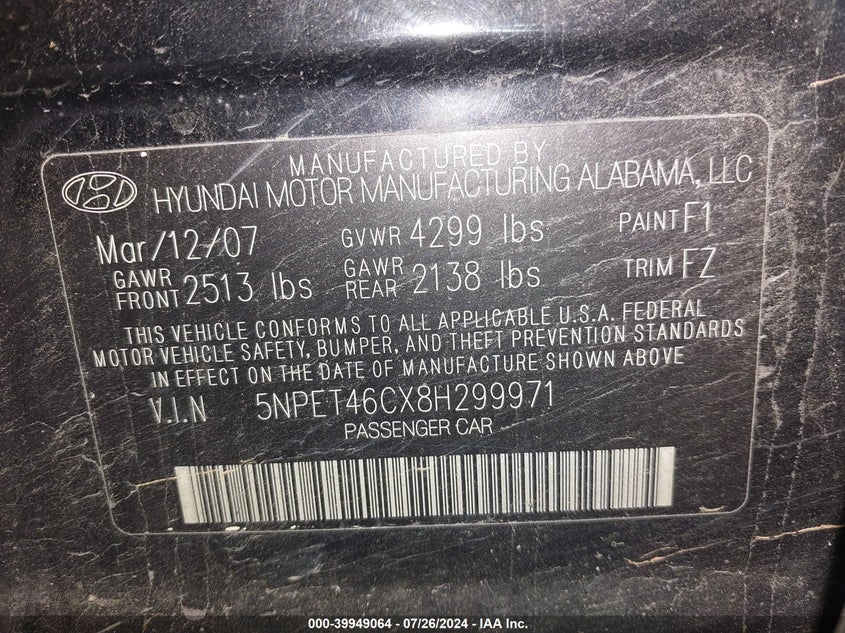 MANUFACTURED BY
HYUNDAI MOTOR MANUFACTURING ALABAMA, LLC
Mar/12/07 GVWR 4299 lbs PAINT F1
GAWR FRONT 2513 lbs GAWR REAR 2138 lbs TRIM FZ
THIS VEHICLE CONFORMS TO ALL APPLICABLE U.S.A. FEDERAL
MOTOR VEHICLE SAFETY, BUMPER, AND THEFT PREVENTION STANDARDS
IN EFFECT ON THE DATE OF MANUFACTURE SHOWN ABOVE
V.I.N 5NPET46CX8H299971
PASSENGER CAR
000-39949064 - 07/26/2024 - IAA Inc.